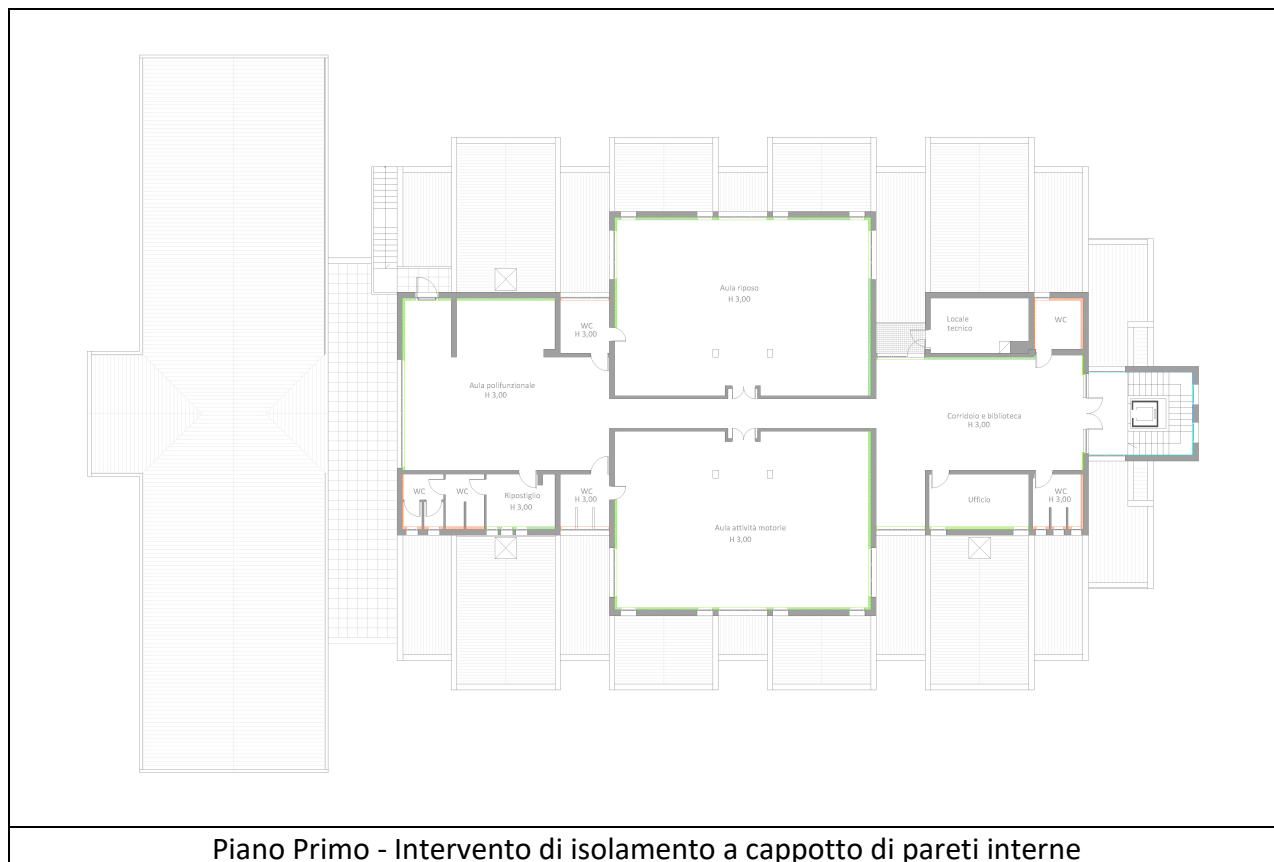 Aula riposo
H 3,00
WC
H 3,00
Locale
tecnico
WC
Aula polifunzionale
H 3,00
Corridoio e biblioteca
H 3,00
WC
WC
Ripostiglio
H 3,00
WC
H 3,00
Aula attività motorie
H 3,00
Ufficio
WC
H 3,00
Piano Primo - Intervento di isolamento a cappotto di pareti interne